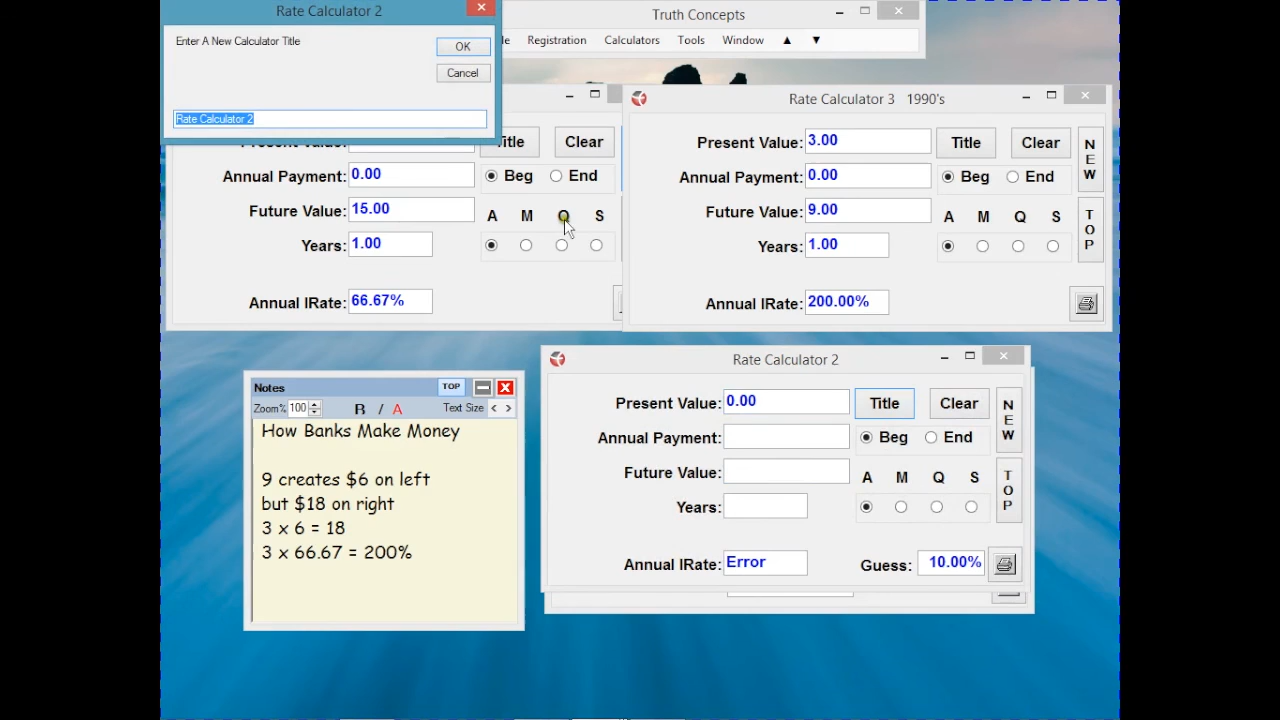 Rate Calculator 2
Enter A New Calculator Title
OK
Cancel
Rate Calculator 2
Truth Concepts
Registration Calculators Tools Window
Title Clear
Annual Payment: 0.00 Beg End
Future Value: 15.00 A M Q S
Years: 1.00
Annual IRate: 66.67%
Rate Calculator 3 1990's
Present Value: 3.00 Title Clear
Annual Payment: 0.00 Beg End
Future Value: 9.00 A M Q S
Years: 1.00
Annual IRate: 200.00%
NEW
TOP
Notes TOP
Zoom% 100 B / A Text Size < >
How Banks Make Money
9 creates $6 on left
but $18 on right
3 x 6 = 18
3 x 66.67 = 200%
Rate Calculator 2
Present Value: 0.00 Title Clear
Annual Payment: Beg End
Future Value: A M Q S
Years:
Annual IRate: Error Guess: 10.00%
NEW
TOP